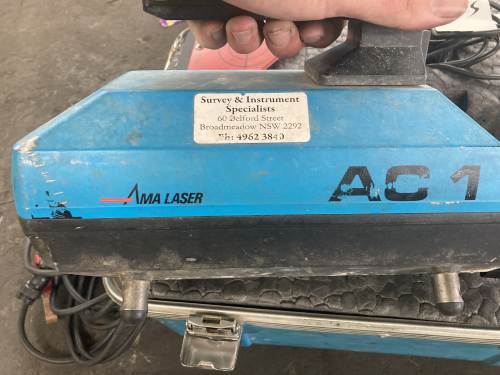 Survey & Instrument
Specialists
60 Belford Street
Broadmeadow NSW 2292
Ph: 4962 3840
AMA LASER
AC 1